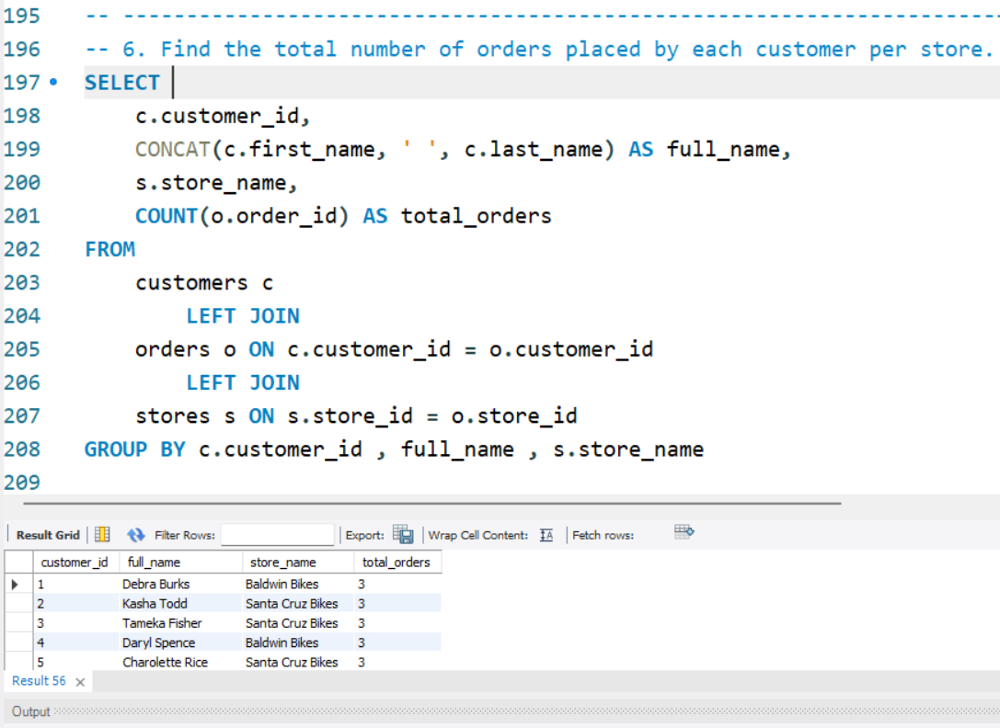 195 -- -----------------------------------------------------------------------
196 -- 6. Find the total number of orders placed by each customer per store.
197 SELECT
198 c.customer_id,
199 CONCAT(c.first_name, ' ', c.last_name) AS full_name,
200 s.store_name,
201 COUNT(o.order_id) AS total_orders
202 FROM
203 customers c
204 LEFT JOIN
205 orders o ON c.customer_id = o.customer_id
206 LEFT JOIN
207 stores s ON s.store_id = o.store_id
208 GROUP BY c.customer_id , full_name , s.store_name
209
Result Grid Filter Rows: Export: Wrap Cell Content: IA Fetch rows:
customer_id full_name store_name total_orders
1 Debra Burks Baldwin Bikes 3
2 Kasha Todd Santa Cruz Bikes 3
3 Tameka Fisher Santa Cruz Bikes 3
4 Daryl Spence Baldwin Bikes 3
5 Charolette Rice Santa Cruz Bikes 3
Result 56 ×
Output